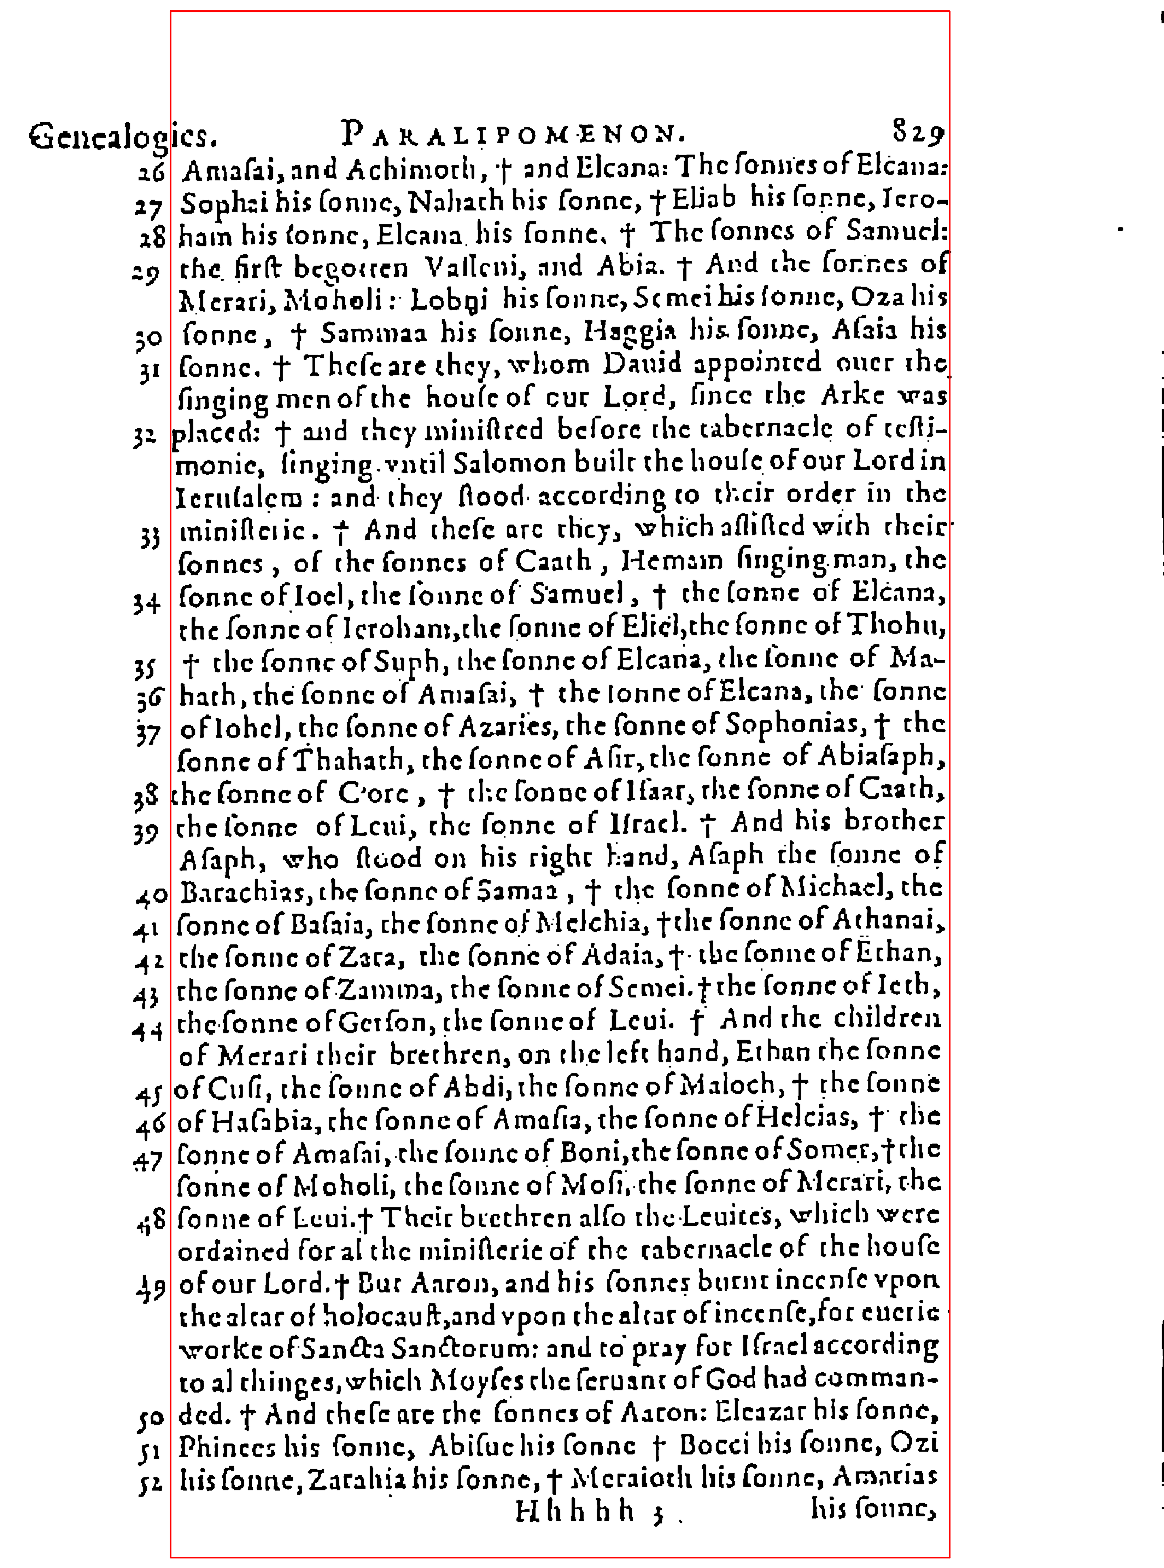 Genealogies. PARALIPOMENON. 829
26 Amaſai, and Achimoth, † and Elcana: The ſonnes of Elcana:
27 Sophai his ſonne, Nahath his ſonne, † Eliab his ſonne, Iero-
28 ham his ſonne, Elcana his ſonne. † The ſonnes of Samuel:
29 the firſt begotten Vaſſeni, and Abia. † And the ſonnes of
Merari, Moholi: Lobni his ſonne, Semei his ſonne, Oza his
30 ſonne, † Sammaa his ſonne, Haggia his ſonne, Aſaia his
31 ſonne. † Theſe are they, whom Dauid appointed ouer the
ſinging men of the houſe of our Lord, ſince the Arke was
32 placed: † and they miniſtred before the tabernacle of teſti-
monie, ſinging vntil Salomon built the houſe of our Lord in
Ieruſalem: and they ſtood according to their order in the
33 miniſterie. † And theſe are they, which aſſiſted with their
ſonnes, of the ſonnes of Caath, Hemam ſinging man, the
34 ſonne of Ioel, the ſonne of Samuel, † the ſonne of Elcana,
the ſonne of Ieroham, the ſonne of Eliel, the ſonne of Thohu,
35 † the ſonne of Suph, the ſonne of Elcana, the ſonne of Ma-
36 hath, the ſonne of Amaſai, † the ſonne of Elcana, the ſonne
37 of Iohel, the ſonne of Azaries, the ſonne of Sophonias, † the
ſonne of Thahath, the ſonne of Aſir, the ſonne of Abiaſaph,
38 the ſonne of Core, † the ſonne of Iſaar, the ſonne of Caath,
39 the ſonne of Leui, the ſonne of Iſrael. † And his brother
Aſaph, who ſtood on his right hand, Aſaph the ſonne of
40 Barachias, the ſonne of Samaa, † the ſonne of Michael, the
41 ſonne of Baſaia, the ſonne of Melchia, † the ſonne of Athanai,
42 the ſonne of Zara, the ſonne of Adaia, † the ſonne of Ethan,
43 the ſonne of Zamma, the ſonne of Semei. † the ſonne of Ieth,
44 the ſonne of Gerſon, the ſonne of Leui. † And the children
of Merari their brethren, on the left hand, Ethan the ſonne
45 of Cuſi, the ſonne of Abdi, the ſonne of Maloch, † the ſonne
46 of Haſabia, the ſonne of Amaſia, the ſonne of Helcias, † the
47 ſonne of Amaſai, the ſonne of Boni, the ſonne of Somer, † the
ſonne of Moholi, the ſonne of Moſi, the ſonne of Merari, the
48 ſonne of Leui. † Their brethren alſo the Leuites, which were
ordained for al the miniſterie of the tabernacle of the houſe
49 of our Lord. † But Aaron, and his ſonnes burnt incenſe vpon
the altar of holocauſt, and vpon the altar of incenſe, for euerie
worke of Sancta Sanctorum: and to pray for Iſrael according
to al thinges, which Moyſes the ſeruant of God had comman-
50 ded. † And theſe are the ſonnes of Aaron: Eleazar his ſonne,
51 Phinees his ſonne, Abiſue his ſonne † Bocci his ſonne, Ozi
52 his ſonne, Zarahia his ſonne, † Meraioth his ſonne, Amarias
Hhhhh 3. his ſonne,